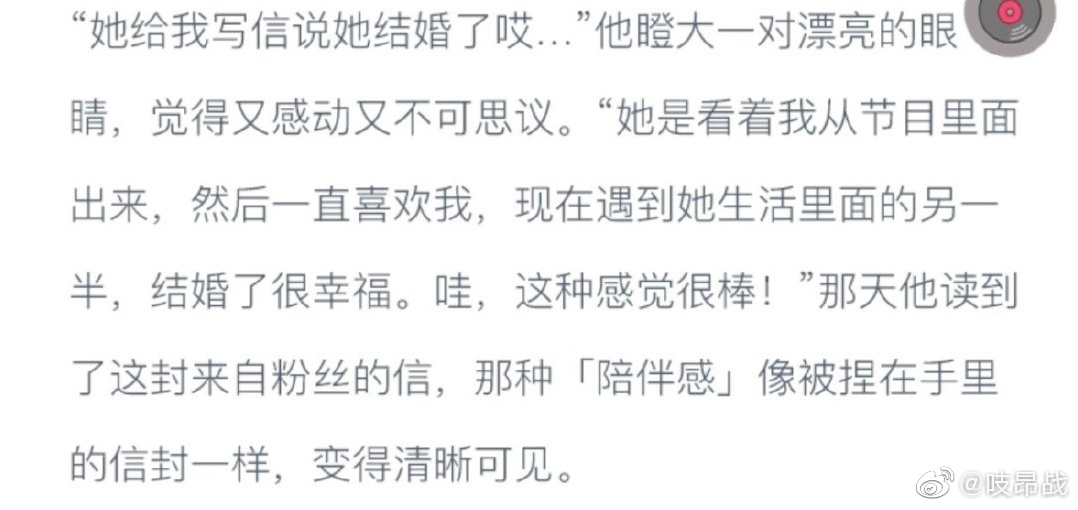 “她给我写信说她结婚了哎…”他瞪大一对漂亮的眼
睛，觉得又感动又不可思议。“她是看着我从节目里面
出来，然后一直喜欢我，现在遇到她生活里面的另一
半，结婚了很幸福。哇，这种感觉很棒！”那天他读到
了这封来自粉丝的信，那种「陪伴感」像被捏在手里
的信封一样，变得清晰可见。
@吱昂战